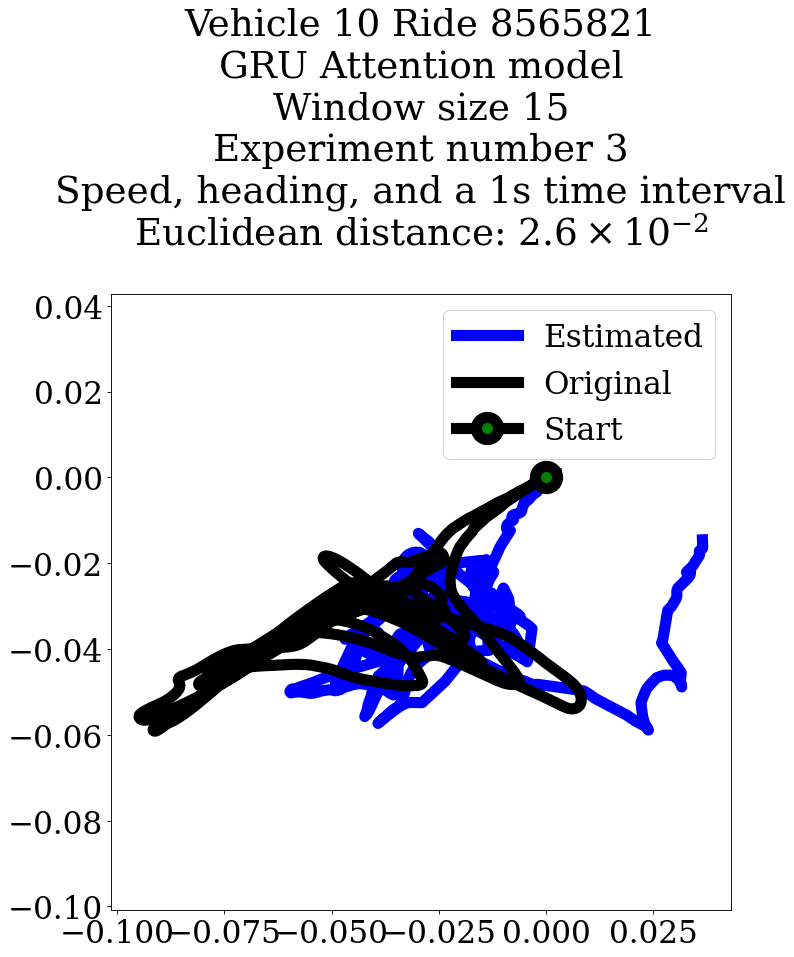 Vehicle 10 Ride 8565821
GRU Attention model
Window size 15
Experiment number 3
Speed, heading, and a 1s time interval
Euclidean distance: 2.6 × 10⁻²
Estimated
Original
Start
0.04
0.02
0.00
−0.02
−0.04
−0.06
−0.08
−0.10
−0.100 −0.075 −0.050 −0.025 0.000 0.025